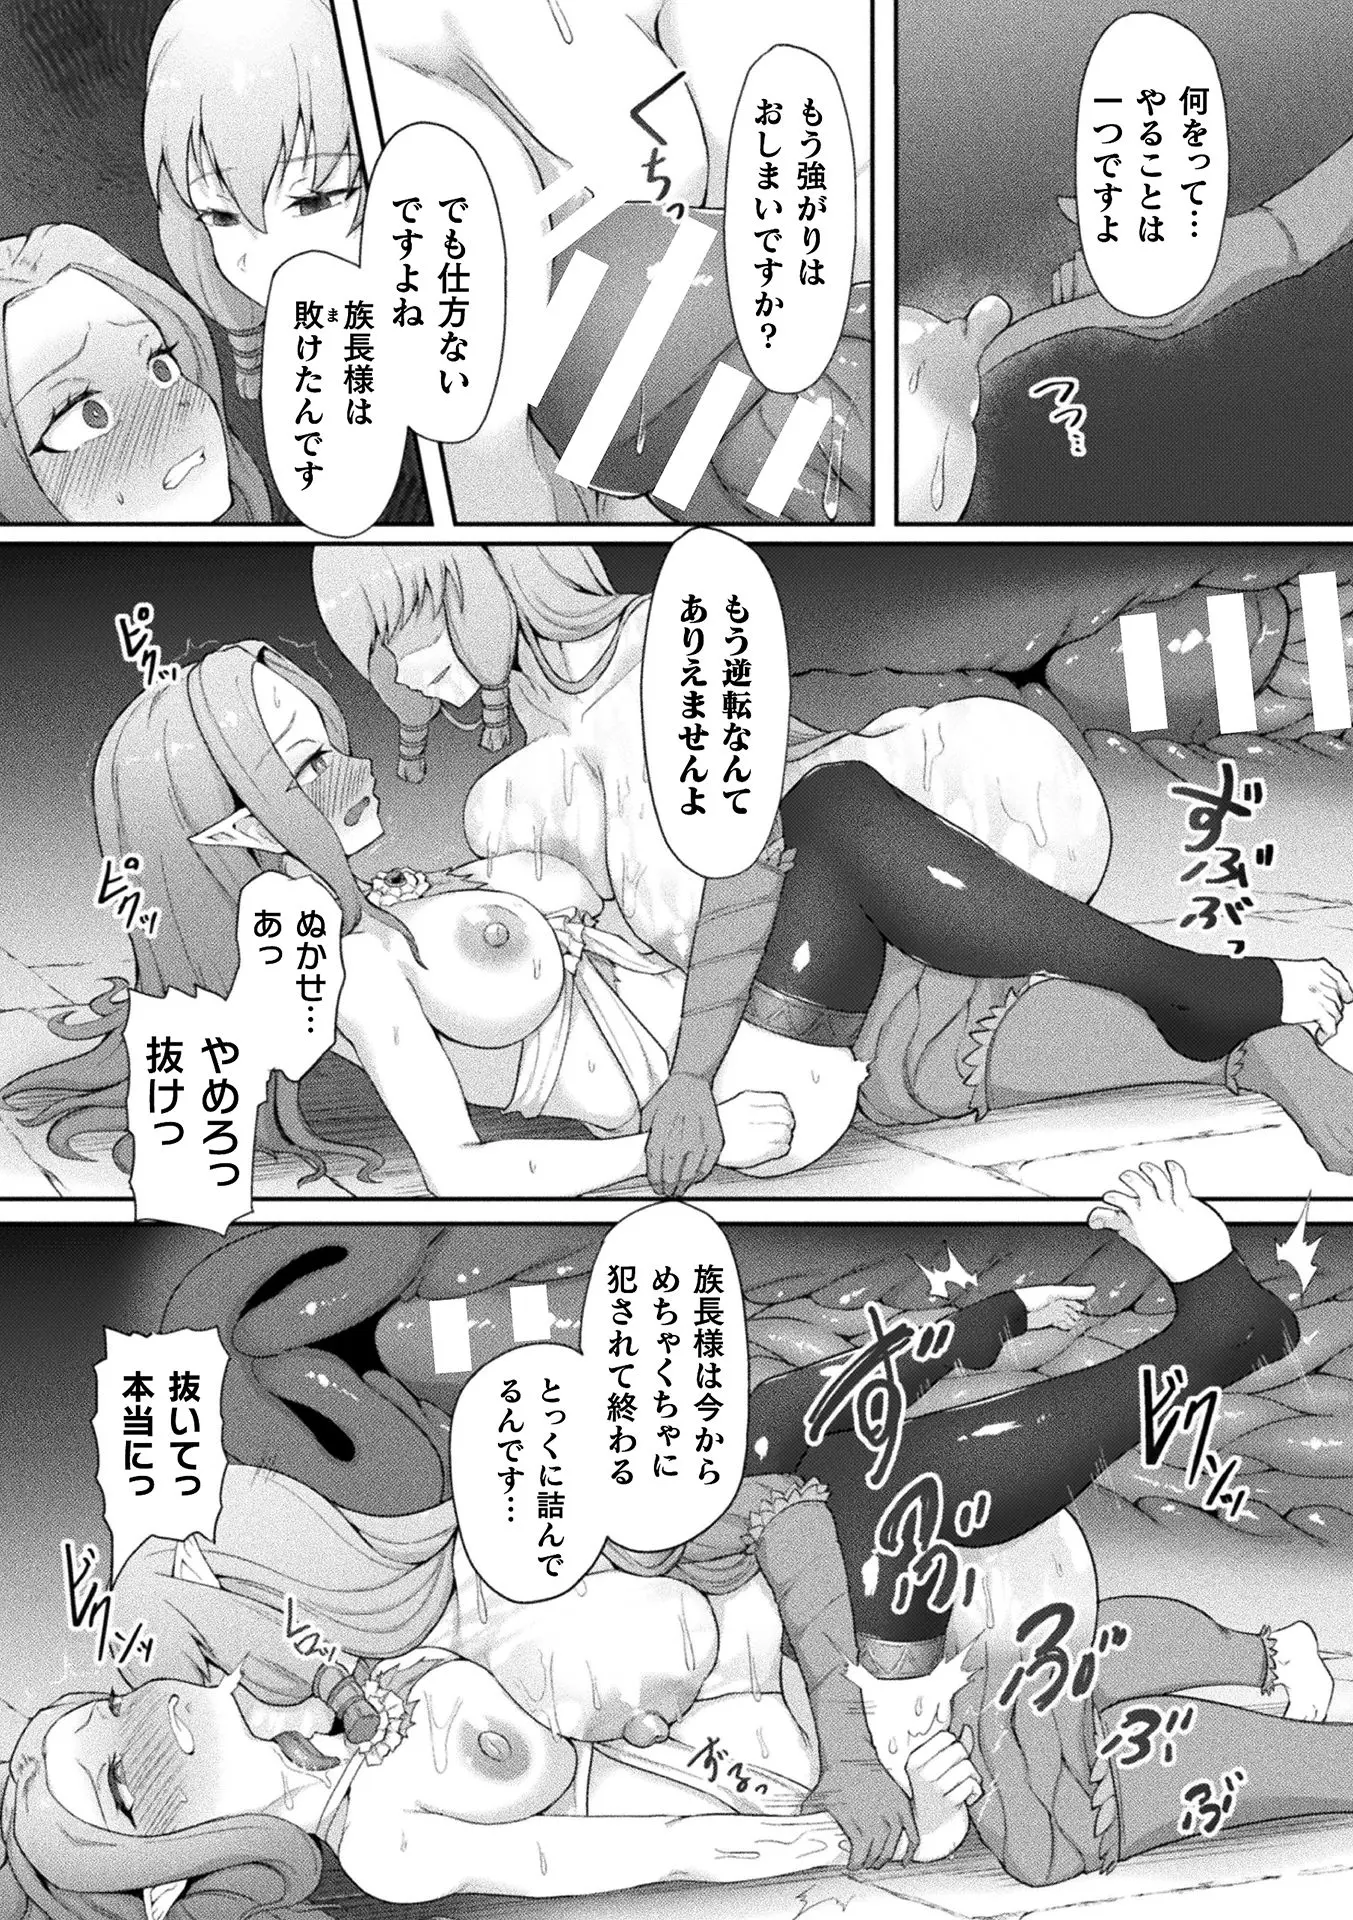 何をって…
やることは
一つですよ
つつ…
もう強がりは
おしまいですか?
くちっ
でも仕方ない
ですよね
族長様は
敗けたんです
ま
もう逆転なんて
ありえませんよ
ずぶぶっ
ピクッ
ピクッ
ぬかせ…
あっ
やめろっ
抜けっ
族長様は今から
めちゃくちゃに
犯されて終わる
とっくに詰んで
るんです…
抜いてっ
本当にっ
ビクンッ
ビクンッ
ずるるっ